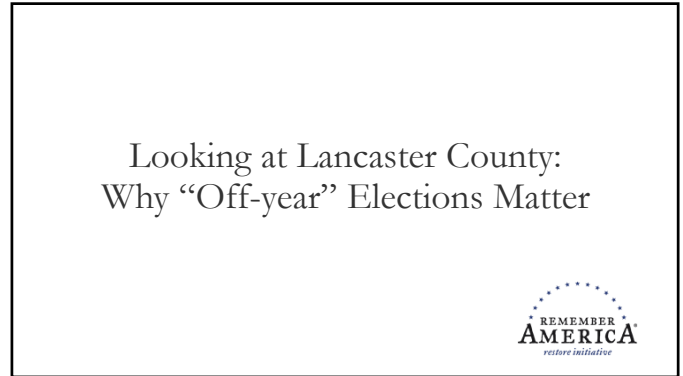 Looking at Lancaster County:
Why “Off-year” Elections Matter
REMEMBER
AMERICA®
restore initiative